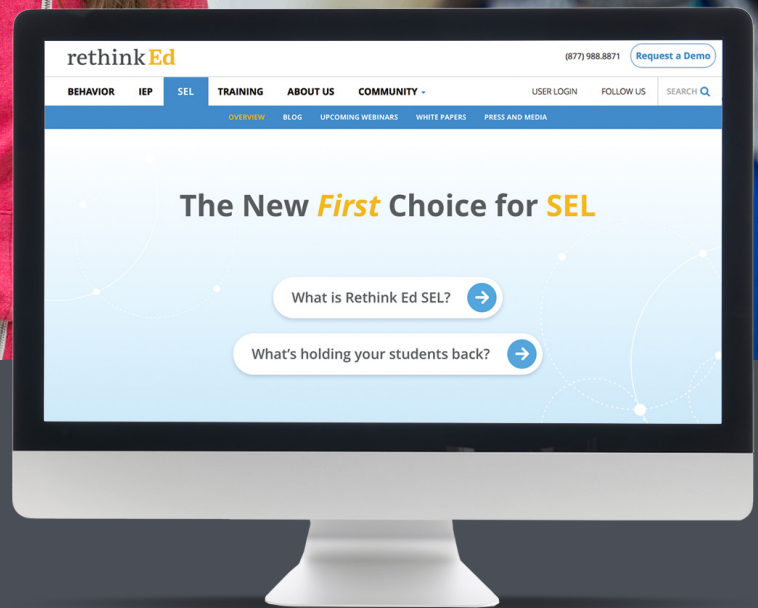 rethinkEd
(877) 988.8871 Request a Demo
BEHAVIOR IEP SEL TRAINING ABOUT US COMMUNITY USER LOGIN FOLLOW US SEARCH
OVERVIEW BLOG UPCOMING WEBINARS WHITE PAPERS PRESS AND MEDIA
The New First Choice for SEL
What is Rethink Ed SEL?
What's holding your students back?